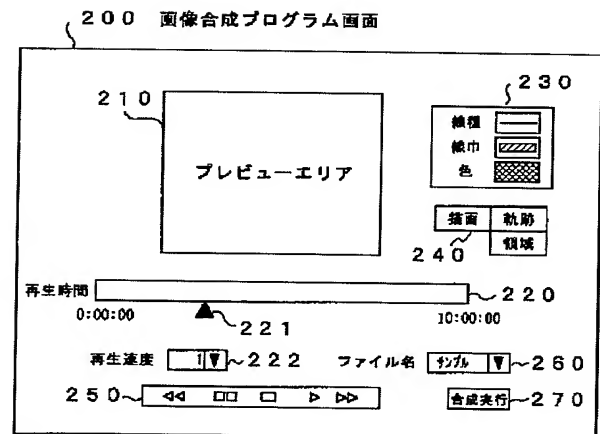 200 画像合成プログラム画面
210
230
線種
線巾
色
プレビューエリア
描画 軌跡
領域
240
再生時間
220
0:00:00
10:00:00
221
再生速度 1 ▼ 222
ファイル名 サンプル ▼ 260
250 ◁◁ □□ □ ▷ ▷▷
合成実行 270